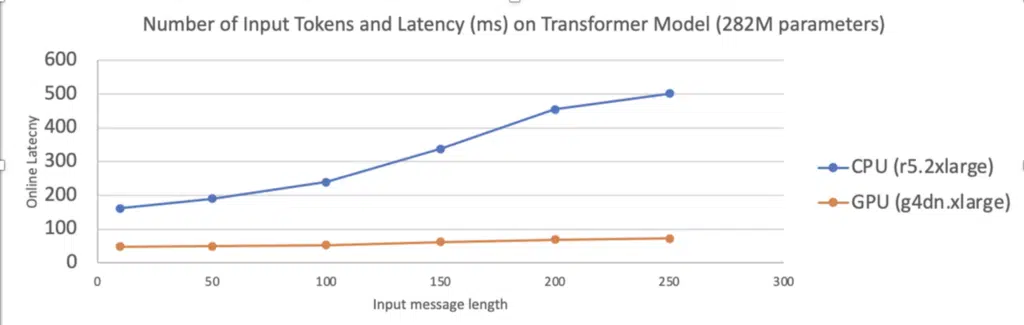 Number of Input Tokens and Latency (ms) on Transformer Model (282M parameters)
600
500
400
300
200
100
0
Online Latecny
0 50 100 150 200 250 300
Input message length
CPU (r5.2xlarge)
GPU (g4dn.xlarge)